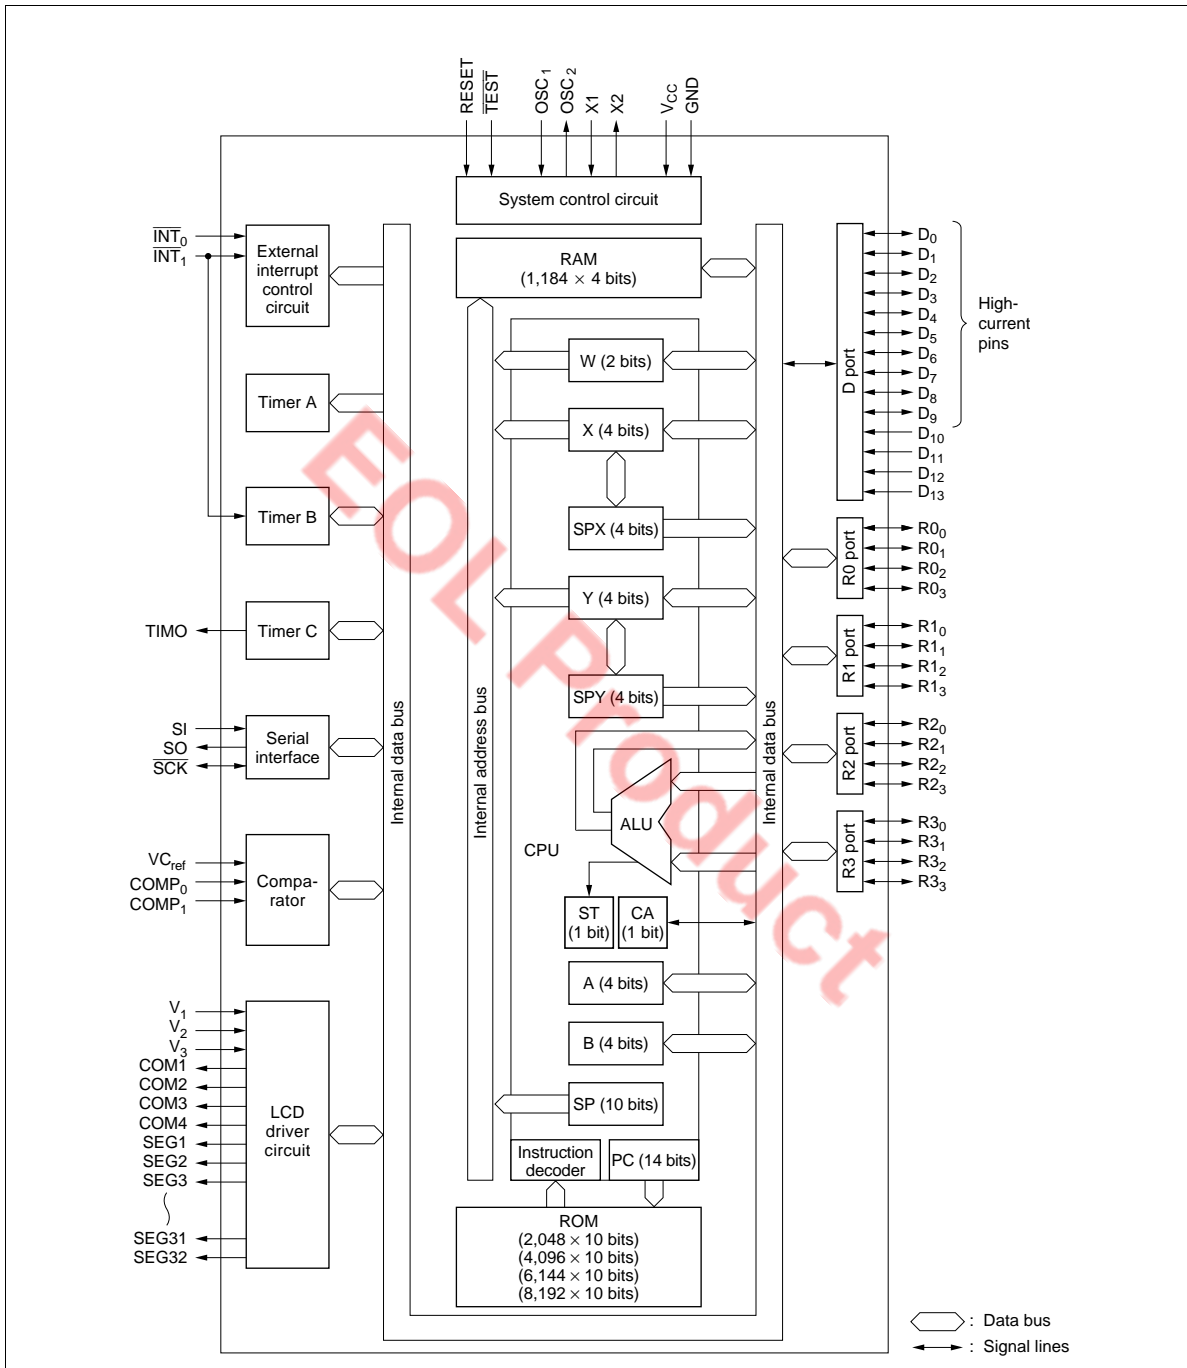 RESET
TEST
OSC1
OSC2
X1
X2
VCC
GND
System control circuit
INT0
INT1
External
interrupt
control
circuit
RAM
(1,184 × 4 bits)
Timer A
Timer B
TIMO
Timer C
SI
SO
SCK
Serial
interface
VCref
COMP0
COMP1
Compa-
rator
V1
V2
V3
COM1
COM2
COM3
COM4
SEG1
SEG2
SEG3
SEG31
SEG32
LCD
driver
circuit
Internal data bus
Internal address bus
W (2 bits)
X (4 bits)
SPX (4 bits)
Y (4 bits)
SPY (4 bits)
ALU
CPU
ST
(1 bit)
CA
(1 bit)
A (4 bits)
B (4 bits)
SP (10 bits)
Instruction
decoder
PC (14 bits)
ROM
(2,048 × 10 bits)
(4,096 × 10 bits)
(6,144 × 10 bits)
(8,192 × 10 bits)
Internal data bus
D port
D0
D1
D2
D3
D4
D5
D6
D7
D8
D9
D10
D11
D12
D13
High-
current
pins
R0 port
R00
R01
R02
R03
R1 port
R10
R11
R12
R13
R2 port
R20
R21
R22
R23
R3 port
R30
R31
R32
R33
: Data bus
: Signal lines
EOL Product